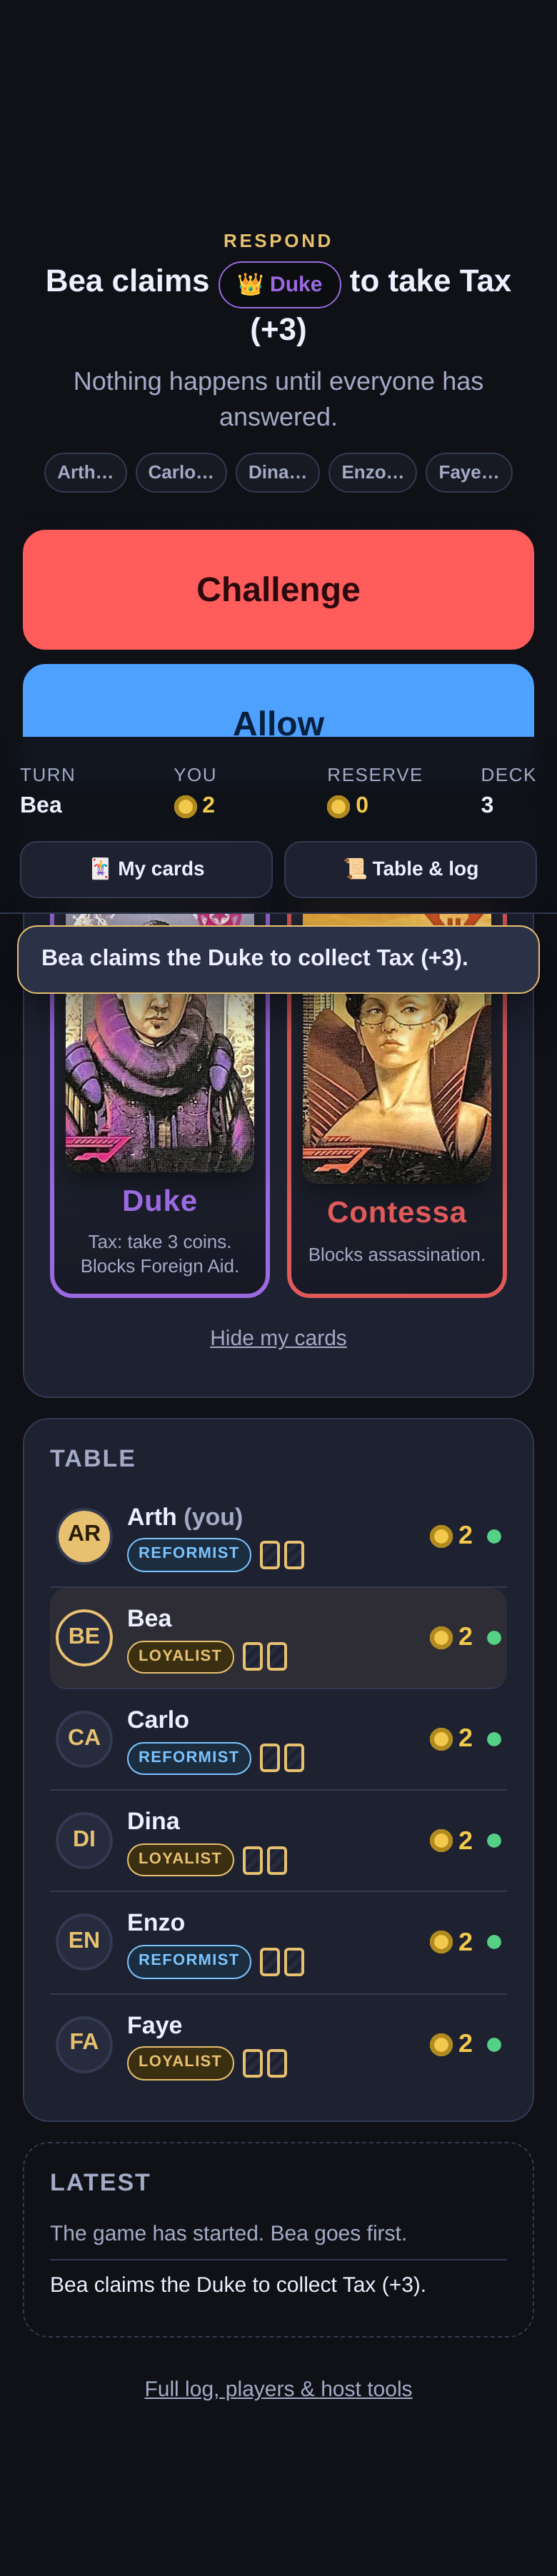 RESPOND
Bea claims 👑 Duke to take Tax
(+3)
Nothing happens until everyone has
answered.
Arth… Carlo… Dina… Enzo… Faye…
Challenge
Allow
TURN YOU RESERVE DECK
Bea 2 0 3
🃏 My cards 📜 Table & log
Bea claims the Duke to collect Tax (+3).
Duke Contessa
Tax: take 3 coins.
Blocks Foreign Aid.
Blocks assassination.
Hide my cards
TABLE
AR Arth (you) 2
REFORMIST
BE Bea 2
LOYALIST
CA Carlo 2
REFORMIST
DI Dina 2
LOYALIST
EN Enzo 2
REFORMIST
FA Faye 2
LOYALIST
LATEST
The game has started. Bea goes first.
Bea claims the Duke to collect Tax (+3).
Full log, players & host tools